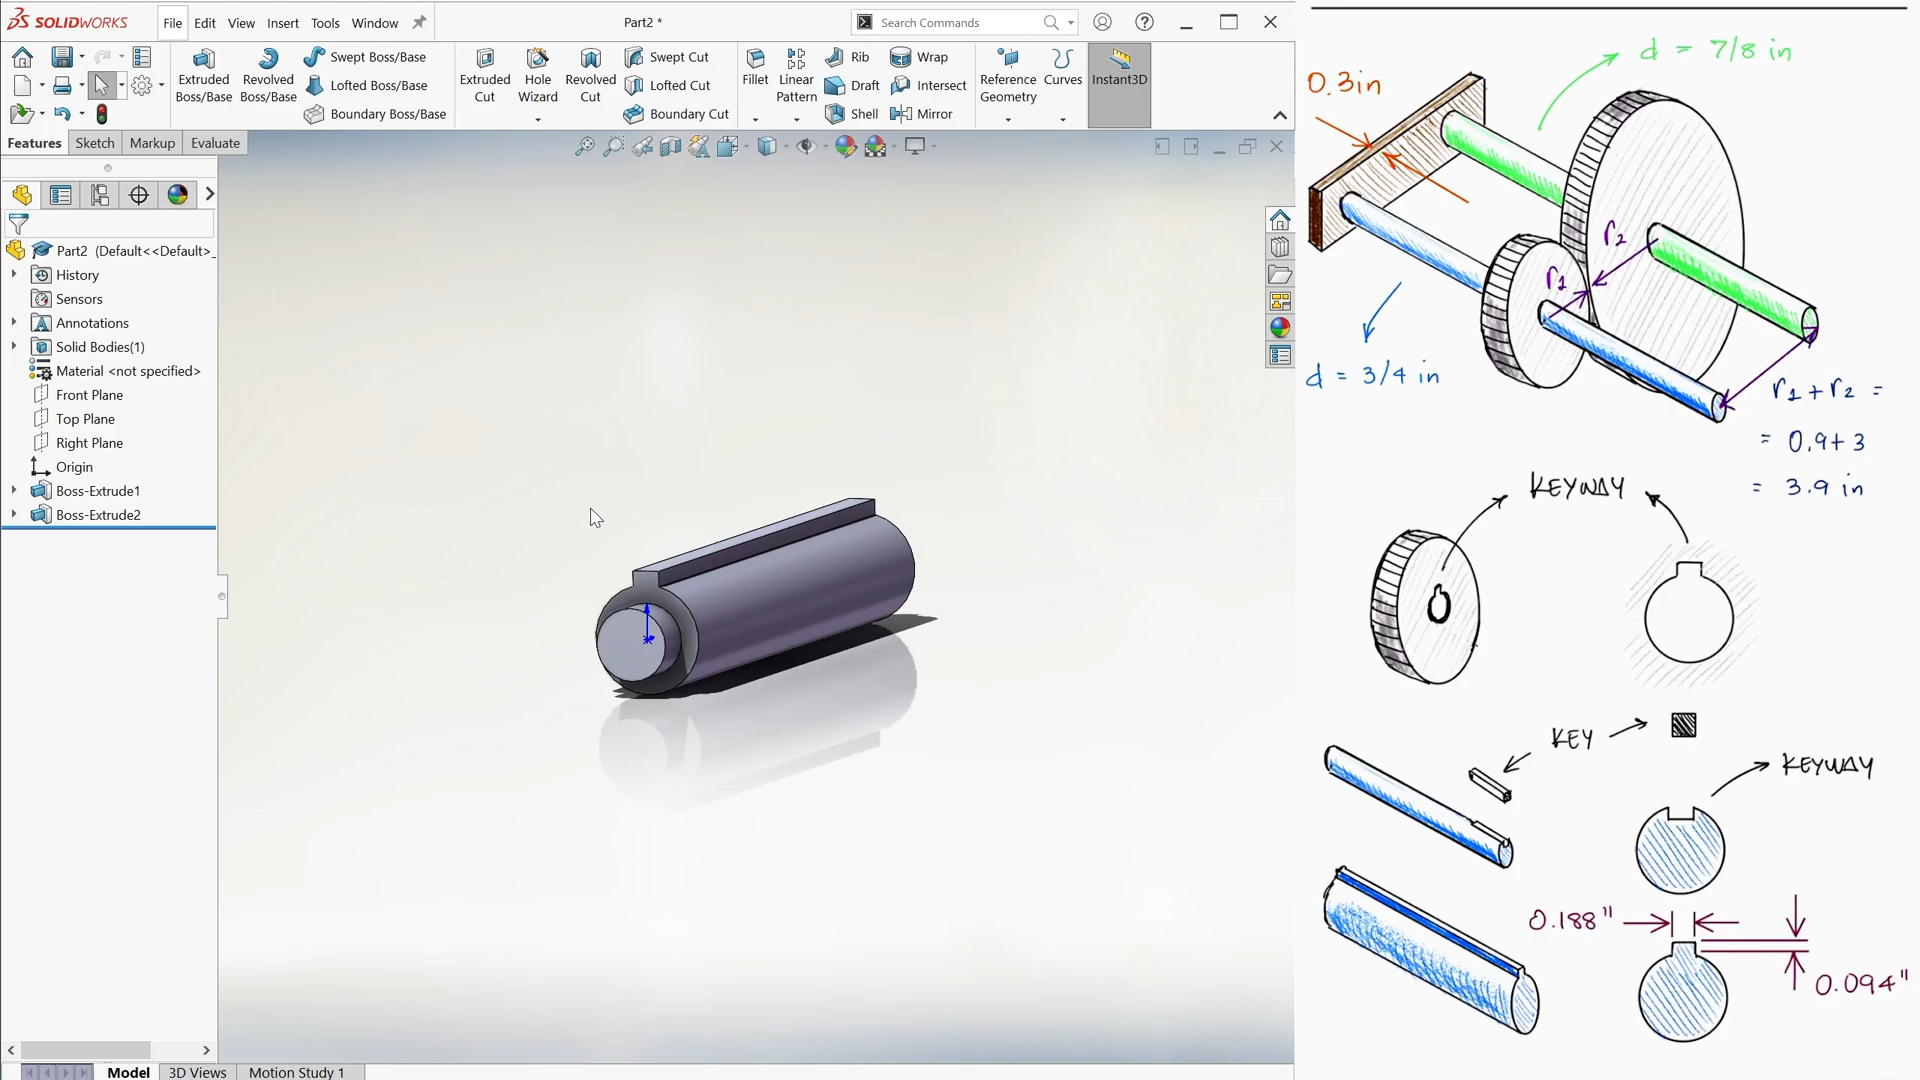 SOLIDWORKS
File Edit View Insert Tools Window
Part2 *
Search Commands
Extruded Boss/Base
Revolved Boss/Base
Swept Boss/Base
Lofted Boss/Base
Boundary Boss/Base
Extruded Cut
Hole Wizard
Revolved Cut
Swept Cut
Lofted Cut
Boundary Cut
Fillet
Linear Pattern
Rib
Draft
Shell
Wrap
Intersect
Mirror
Reference Geometry
Curves
Instant3D
Features Sketch Markup Evaluate
Part2 (Default<<Default>_
History
Sensors
Annotations
Solid Bodies(1)
Material <not specified>
Front Plane
Top Plane
Right Plane
Origin
Boss-Extrude1
Boss-Extrude2
Model 3D Views Motion Study 1
d = 7/8 in
0.3in
r2
r1
d = 3/4 in
r1 + r2 =
= 0.9 + 3
= 3.9 in
KEYWAY
KEY
KEYWAY
0.188"
0.094"